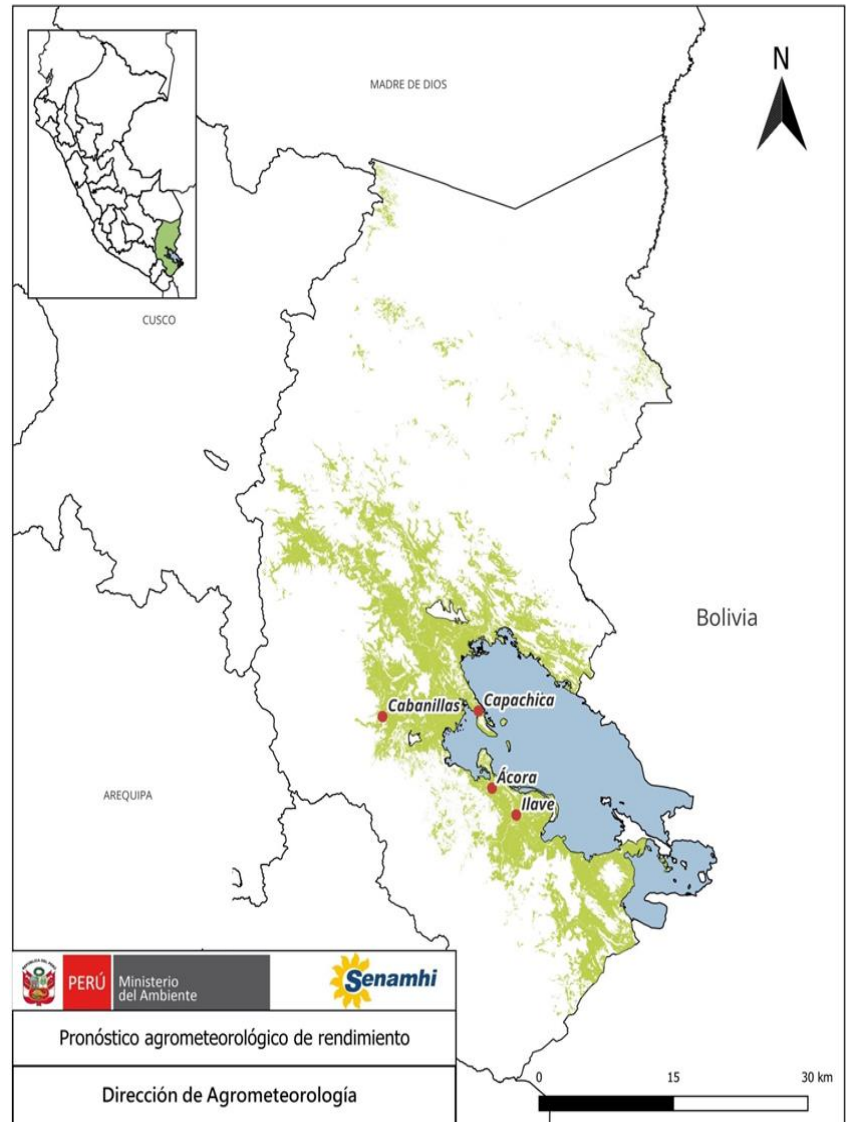 MADRE DE DIOS
N
CUSCO
Bolivia
Cabanillas
Capachica
Ácora
Ilave
AREQUIPA
PERÚ
Ministerio
del Ambiente
Senamhi
Pronóstico agrometeorológico de rendimiento
Dirección de Agrometeorología
0 15 30 km